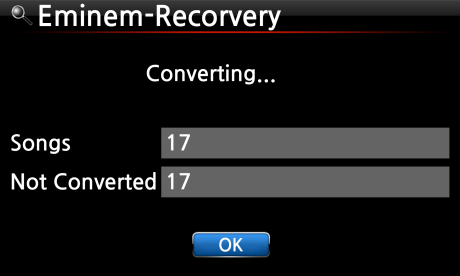 Eminem-Recorvery
Converting...
Songs 17
Not Converted 17
OK